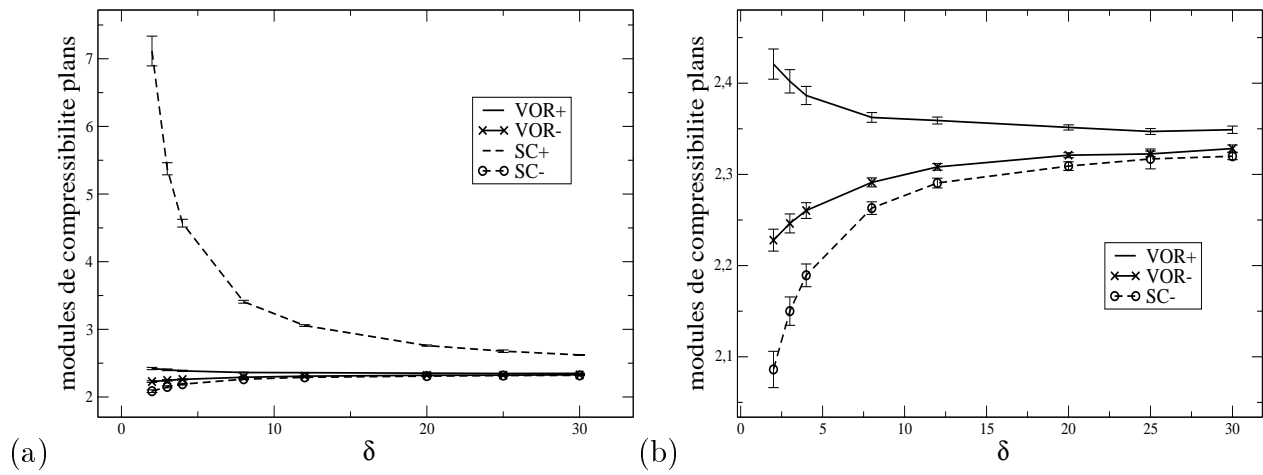 modules de compressibilite plans
7
6
5
4
3
2
0
10
20
30
δ
VOR+
VOR-
SC+
SC-
(a)
modules de compressibilite plans
2,4
2,3
2,2
2,1
0
5
10
15
20
25
30
δ
VOR+
VOR-
SC-
(b)